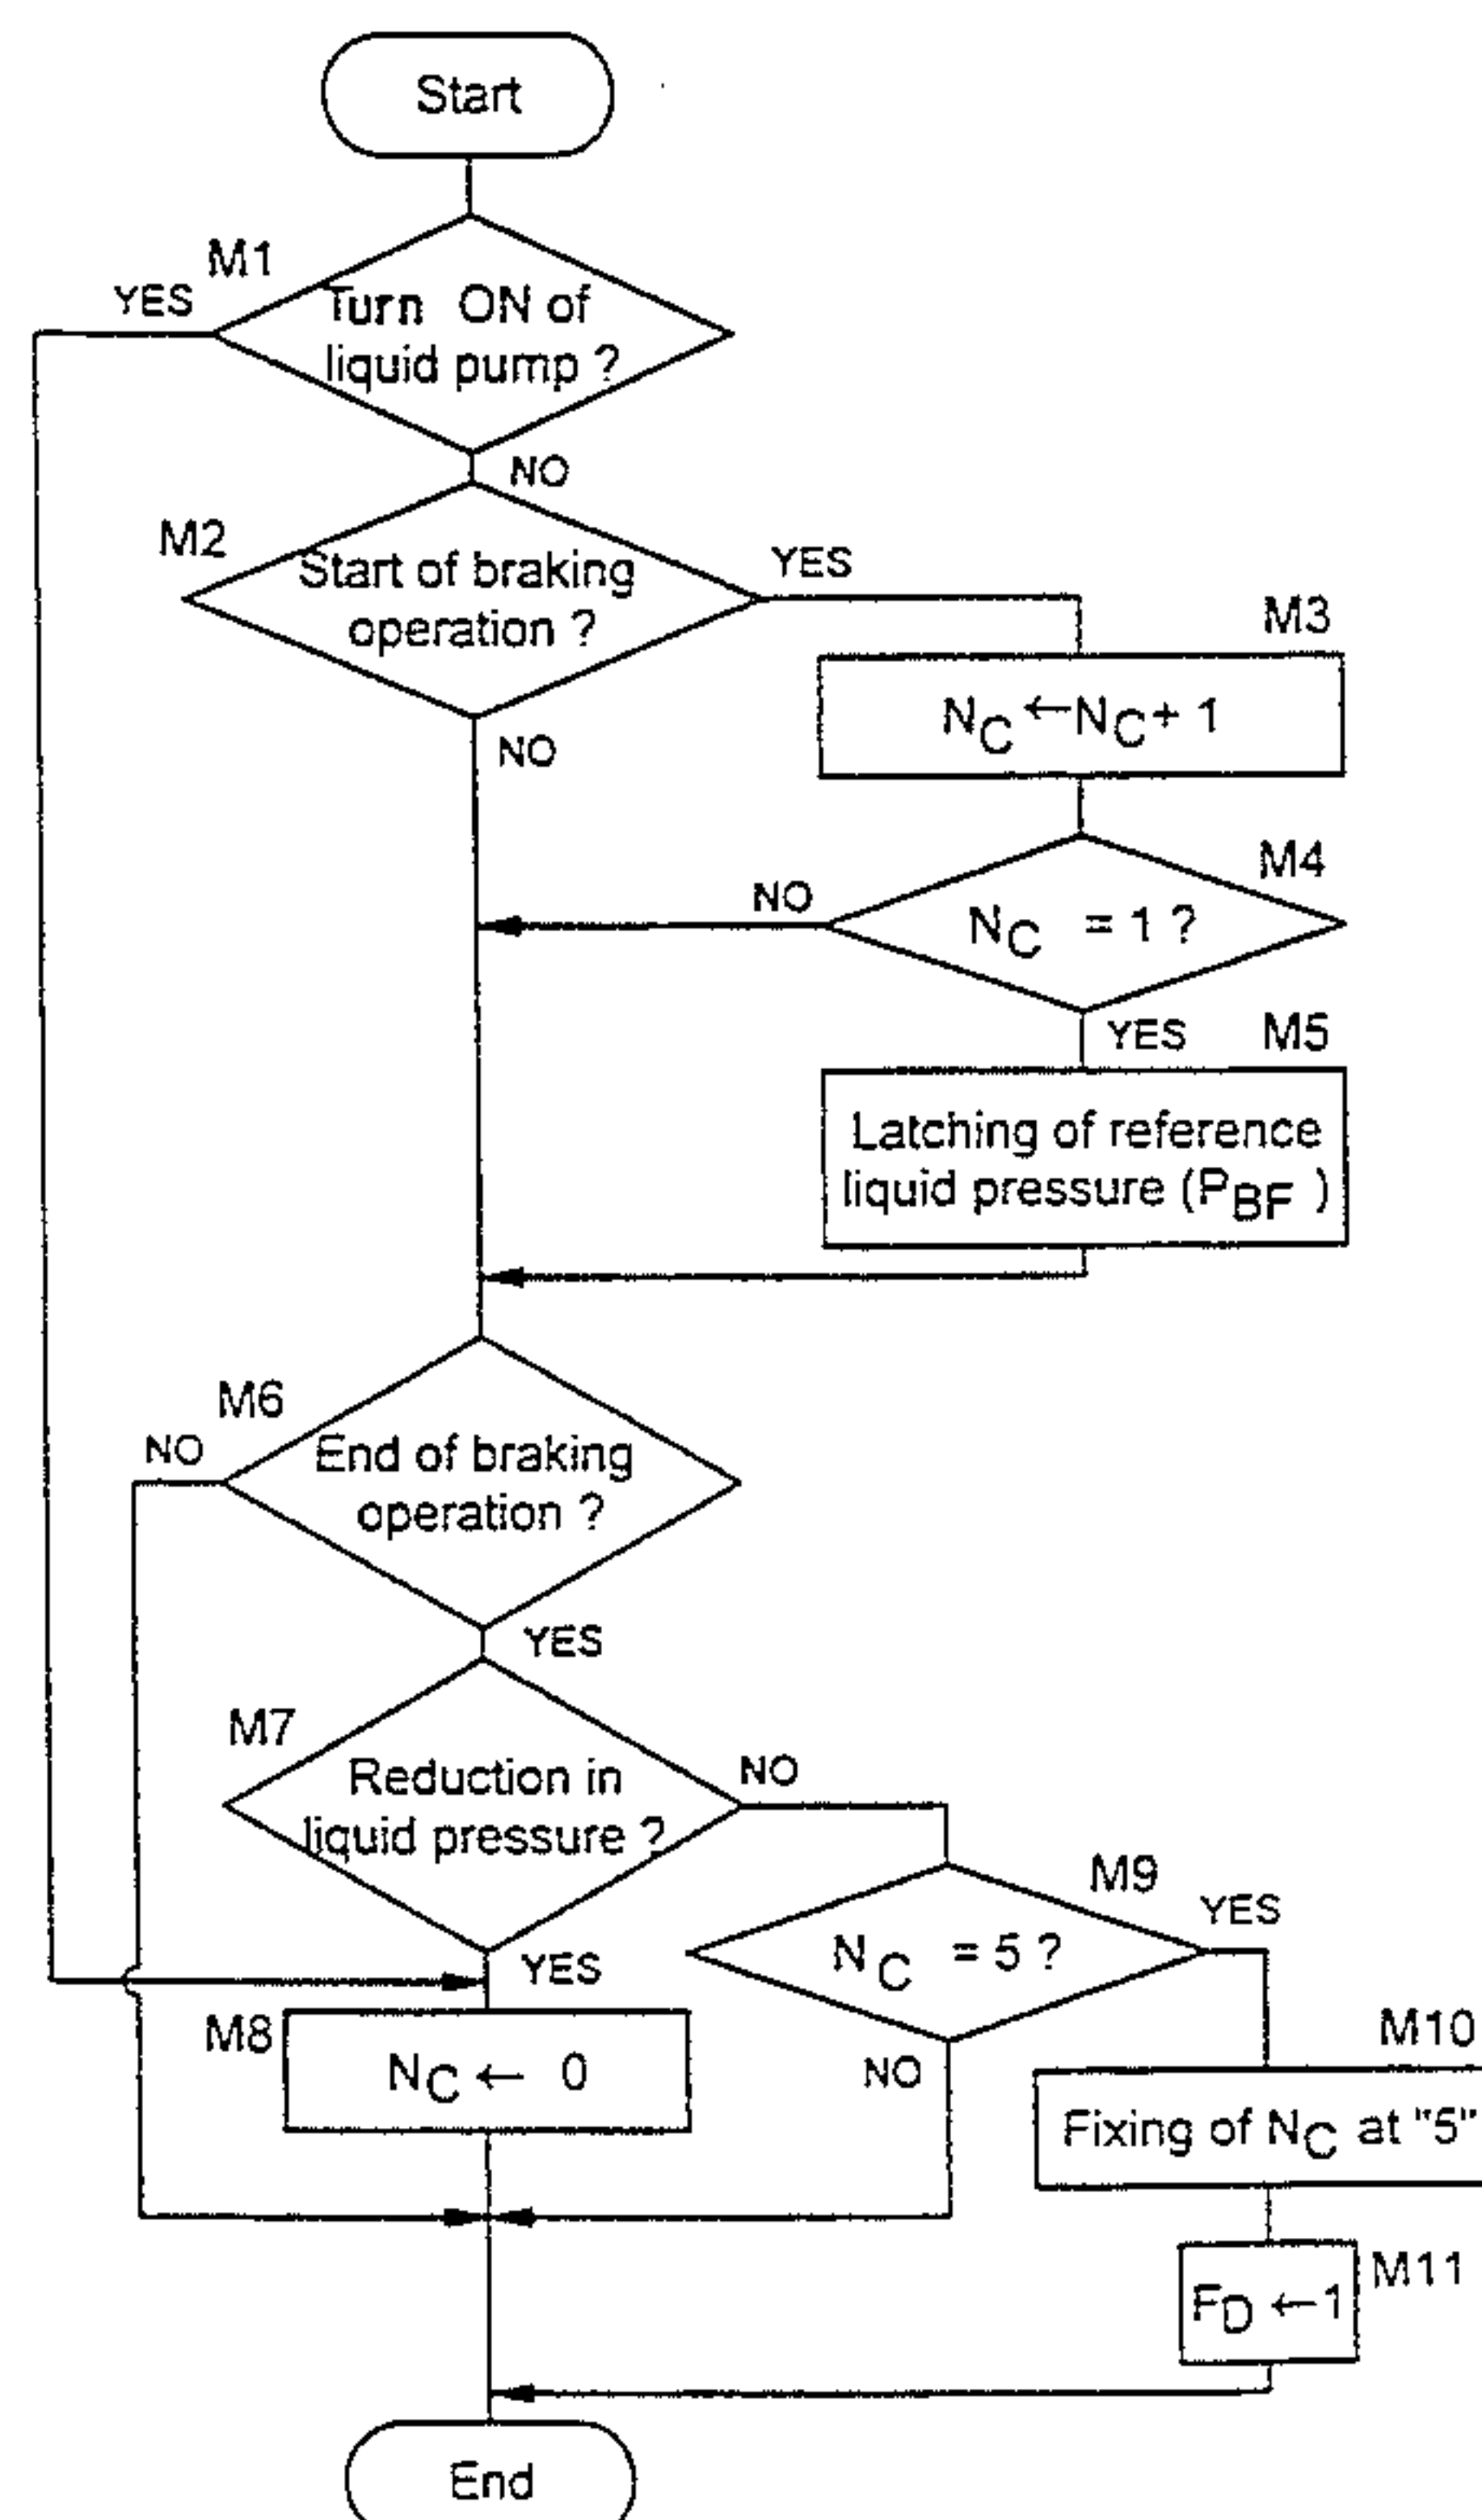 Start
M1
YES
Turn ON of
liquid pump ?
NO
M2
Start of braking
operation ?
YES
NO
M3
NC ← NC + 1
M4
NC = 1 ?
NO
YES
M5
Latching of reference
liquid pressure (PBF )
M6
NO
End of braking
operation ?
YES
M7
Reduction in
liquid pressure ?
NO
YES
M9
YES
NC = 5 ?
NO
M8
NC ← 0
M10
Fixing of NC at "5"
M11
FD ← 1
End